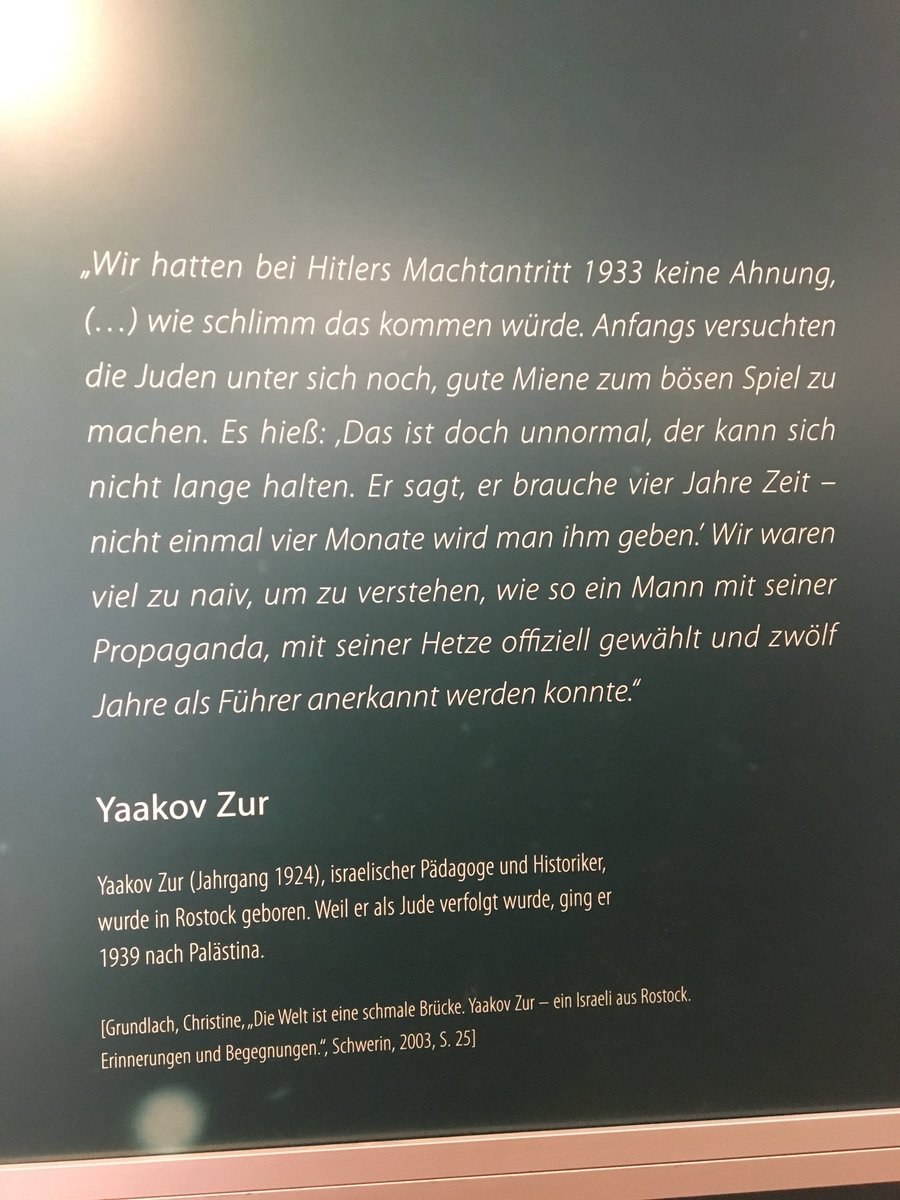 „Wir hatten bei Hitlers Machtantritt 1933 keine Ahnung,
(…) wie schlimm das kommen würde. Anfangs versuchten
die Juden unter sich noch, gute Miene zum bösen Spiel zu
machen. Es hieß: ‚Das ist doch unnormal, der kann sich
nicht lange halten. Er sagt, er brauche vier Jahre Zeit –
nicht einmal vier Monate wird man ihm geben.‘ Wir waren
viel zu naiv, um zu verstehen, wie so ein Mann mit seiner
Propaganda, mit seiner Hetze offiziell gewählt und zwölf
Jahre als Führer anerkannt werden konnte.“
Yaakov Zur
Yaakov Zur (Jahrgang 1924), israelischer Pädagoge und Historiker,
wurde in Rostock geboren. Weil er als Jude verfolgt wurde, ging er
1939 nach Palästina.
[Grundlach, Christine, „Die Welt ist eine schmale Brücke. Yaakov Zur – ein Israeli aus Rostock.
Erinnerungen und Begegnungen.“, Schwerin, 2003, S. 25]